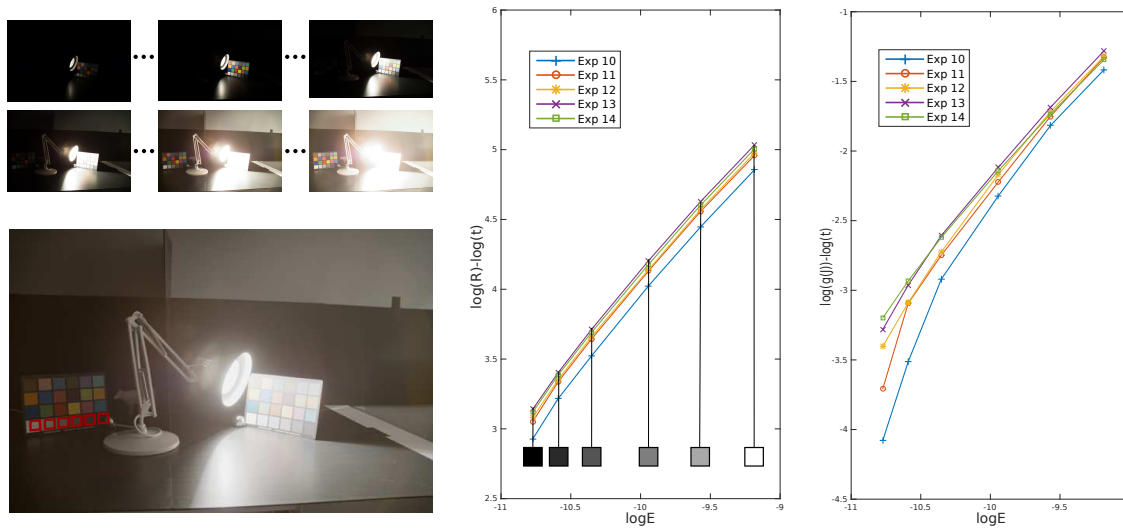 ... ...
... ...
6
5.5
5
4.5
4
3.5
3
2.5
-11 -10.5 -10 -9.5 -9
log(R)-log(t)
logE
Exp 10
Exp 11
Exp 12
Exp 13
Exp 14
-1
-1.5
-2
-2.5
-3
-3.5
-4
-4.5
-11 -10.5 -10 -9.5 -9
log(g(J))-log(t)
logE
Exp 10
Exp 11
Exp 12
Exp 13
Exp 14